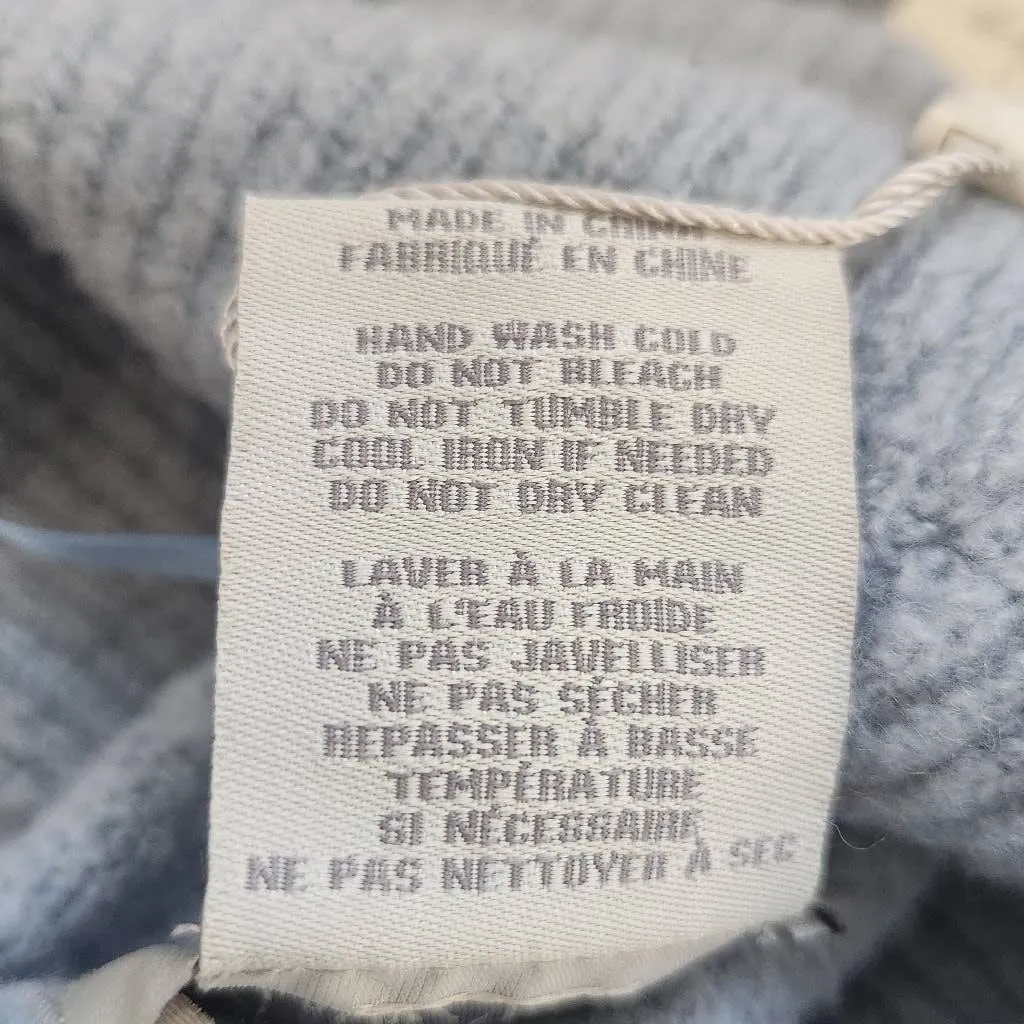 MADE IN CHINA
FABRIQUÉ EN CHINE
HAND WASH COLD
DO NOT BLEACH
DO NOT TUMBLE DRY
COOL IRON IF NEEDED
DO NOT DRY CLEAN
LAVER À LA MAIN
À L'EAU FROIDE
NE PAS JAVELLISER
NE PAS SÉCHER
REPASSER À BASSE
TEMPÉRATURE
SI NÉCESSAIRE
NE PAS NETTOYER À SEC